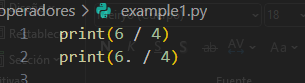 operadores > example1.py
1 print(6 / 4)
2 print(6. / 4)